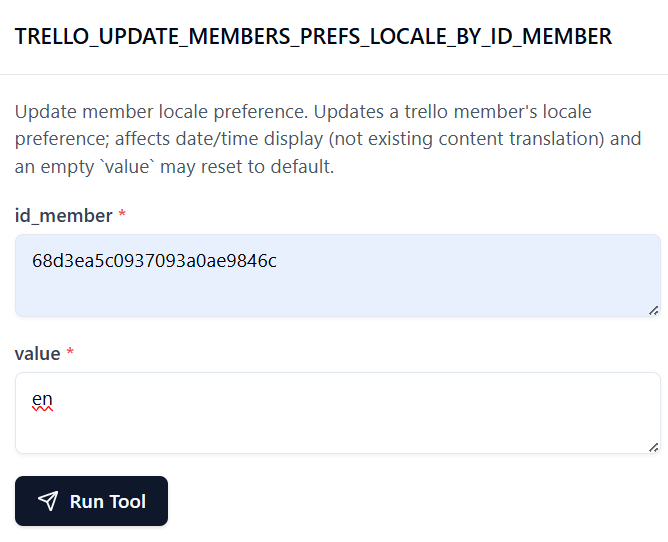 TRELLO_UPDATE_MEMBERS_PREFS_LOCALE_BY_ID_MEMBER
Update member locale preference. Updates a trello member's locale
preference; affects date/time display (not existing content translation) and
an empty `value` may reset to default.
id_member *
68d3ea5c0937093a0ae9846c
value *
en
Run Tool